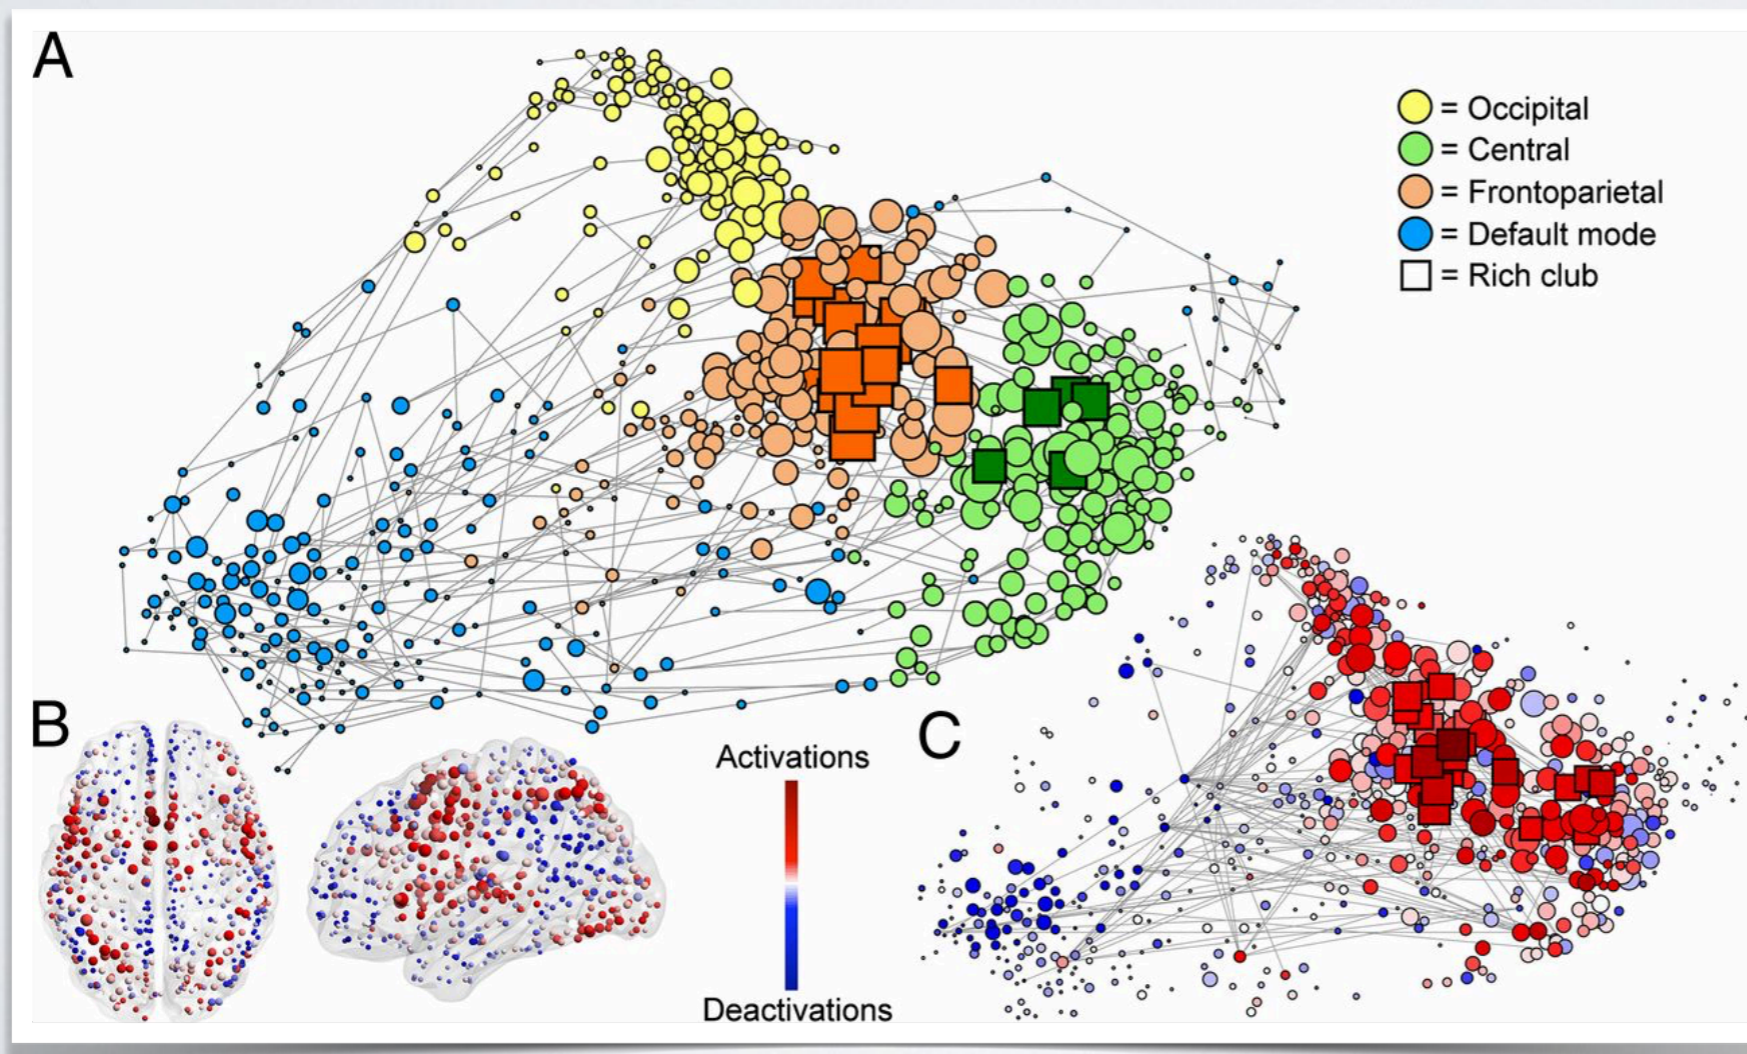 A
= Occipital
= Central
= Frontoparietal
= Default mode
= Rich club
B
Activations
Deactivations
C